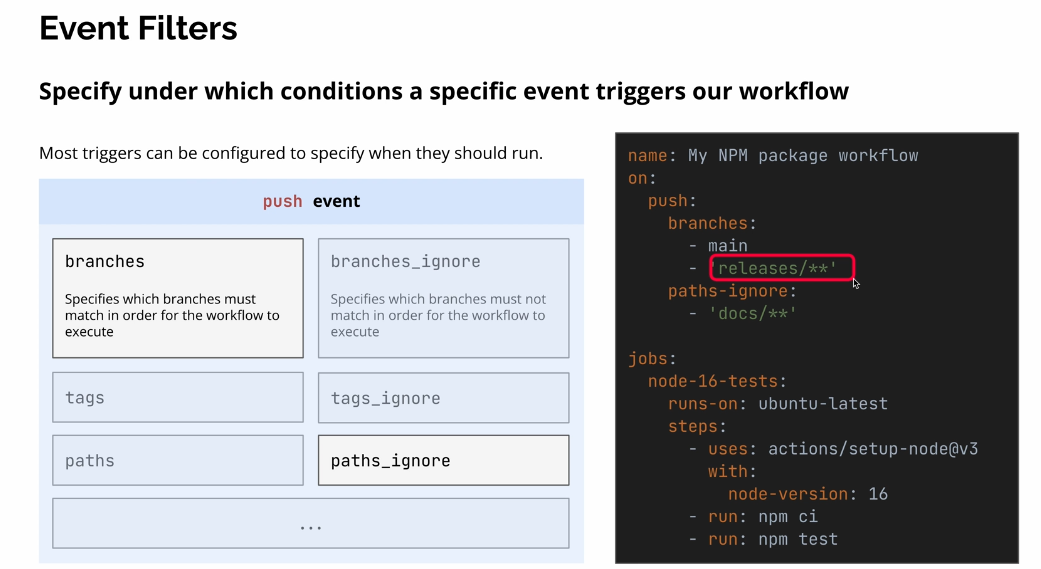 Event Filters
Specify under which conditions a specific event triggers our workflow
Most triggers can be configured to specify when they should run.
push event
branches
Specifies which branches must
match in order for the workflow to
execute
branches_ignore
Specifies which branches must not
match in order for the workflow to
execute
tags
tags_ignore
paths
paths_ignore
...
name: My NPM package workflow
on:
  push:
    branches:
      - main
      - 'releases/**'
    paths-ignore:
      - 'docs/**'
jobs:
  node-16-tests:
    runs-on: ubuntu-latest
    steps:
      - uses: actions/setup-node@v3
        with:
          node-version: 16
      - run: npm ci
      - run: npm test